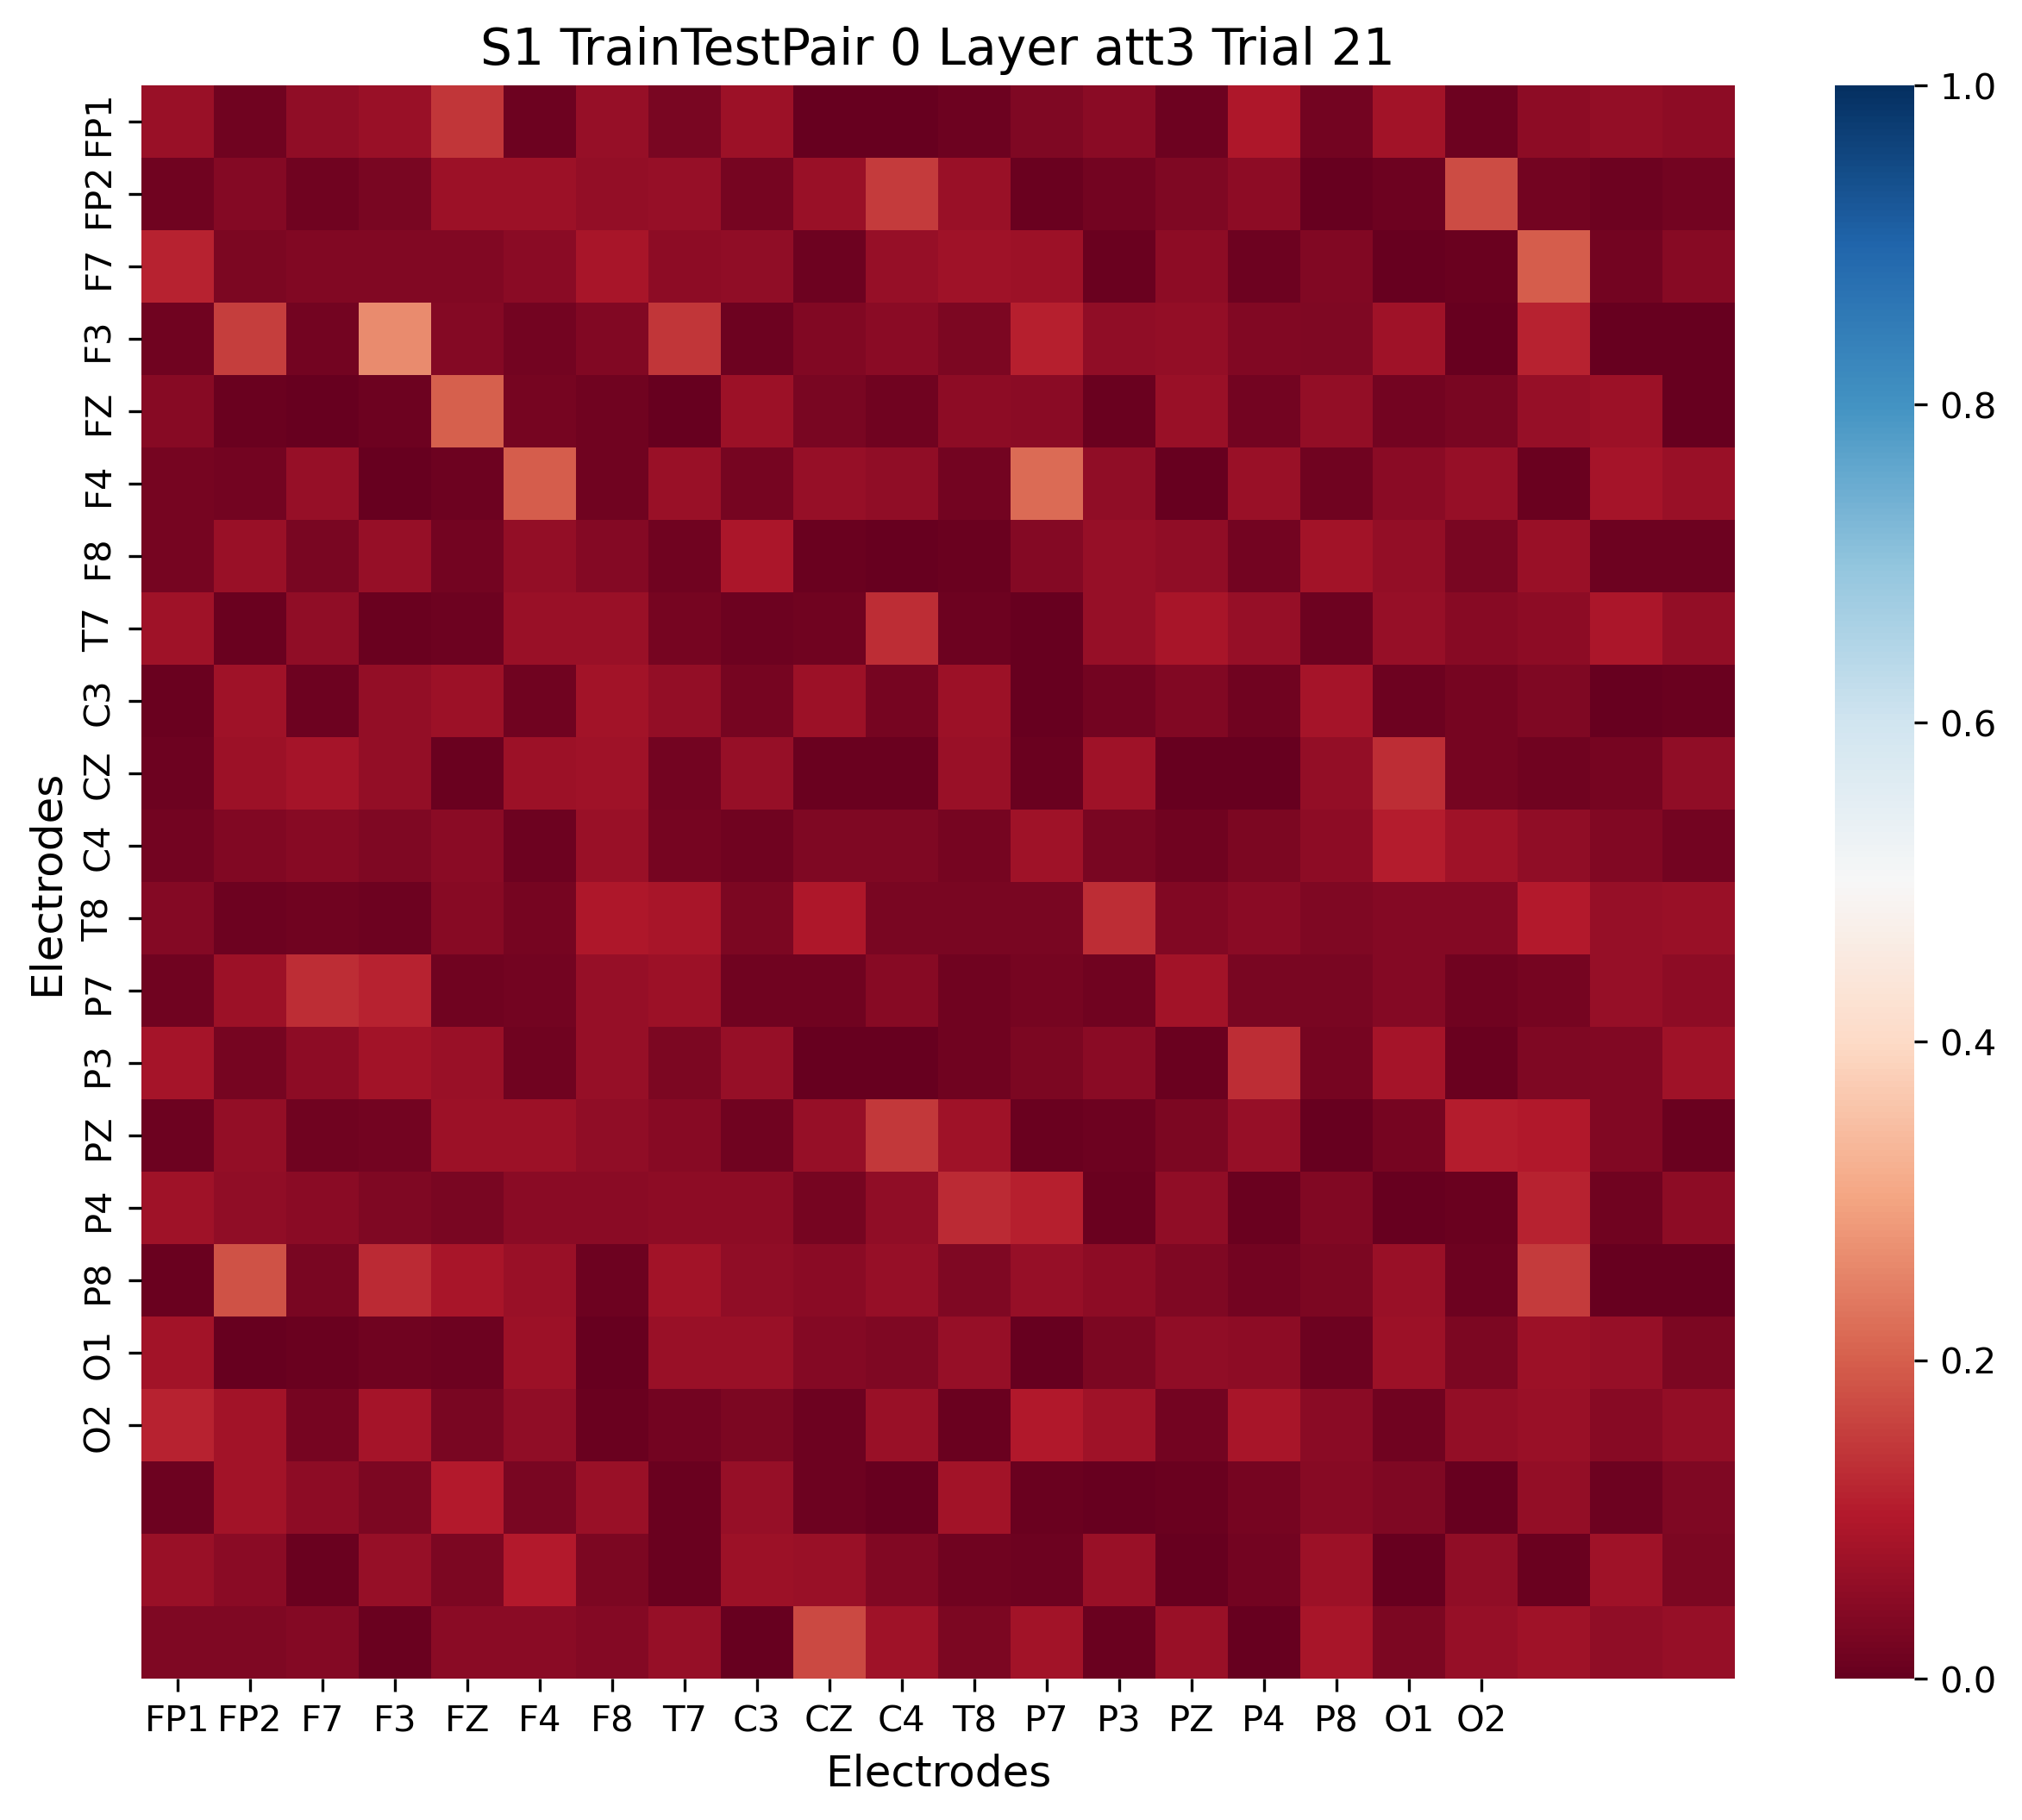 S1 TrainTestPair 0 Layer att3 Trial 21
Electrodes
FP1
FP2
F7
F3
FZ
F4
F8
T7
C3
CZ
C4
T8
P7
P3
PZ
P4
P8
O1
O2
FP1 FP2 F7 F3 FZ F4 F8 T7 C3 CZ C4 T8 P7 P3 PZ P4 P8 O1 O2
Electrodes
1.0
0.8
0.6
0.4
0.2
0.0